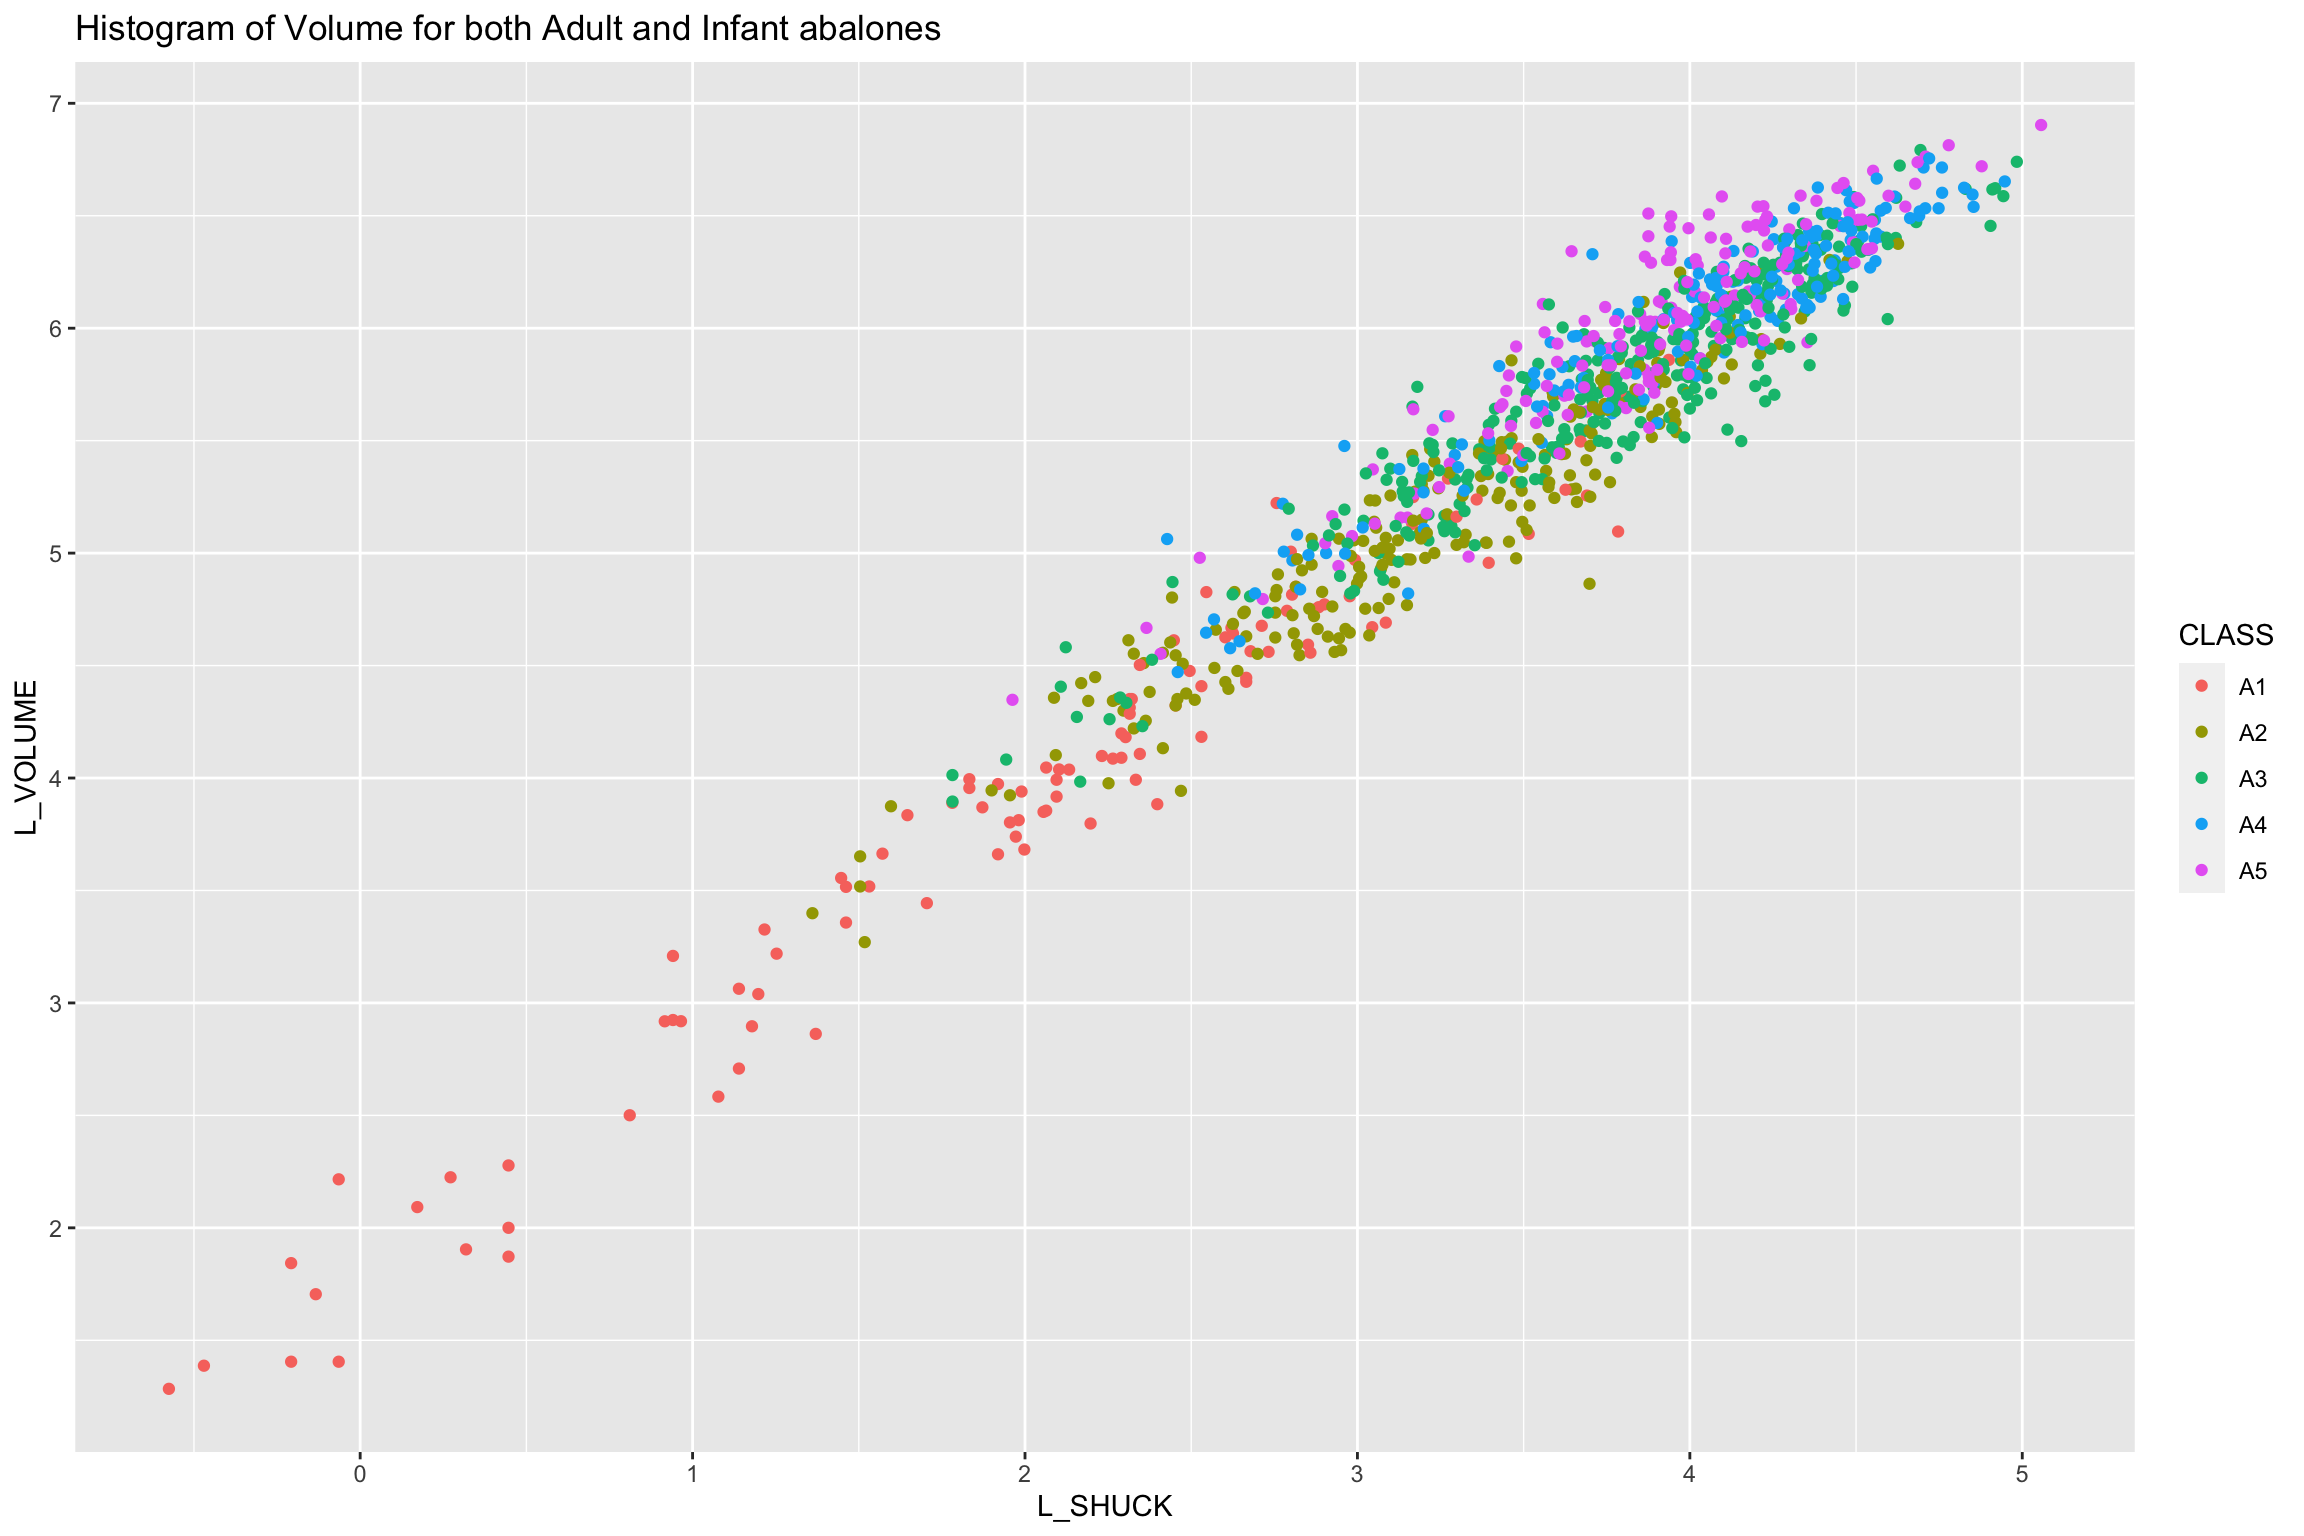 Histogram of Volume for both Adult and Infant abalones
7
6
5
4
3
2
L_VOLUME
0 1 2 3 4 5
L_SHUCK
CLASS
A1
A2
A3
A4
A5